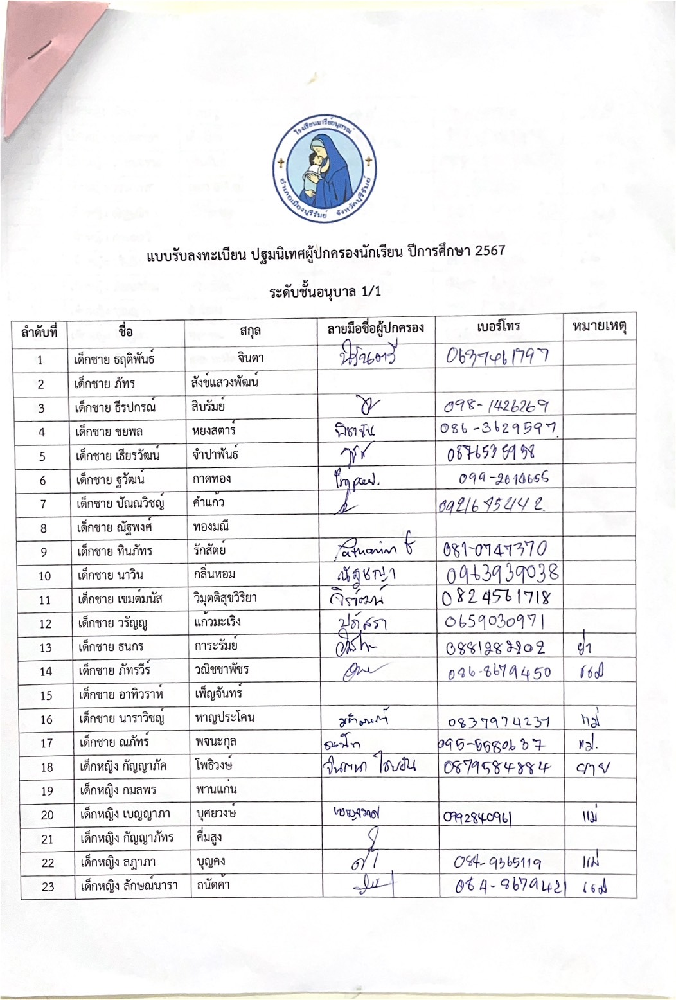 โรงเรียนมารีย์อนุสรณ์
อำเภอเมืองบุรีรัมย์ จังหวัดบุรีรัมย์
แบบรับลงทะเบียน ปฐมนิเทศผู้ปกครองนักเรียน ปีการศึกษา 2567
ระดับชั้นอนุบาล 1/1
ลำดับที่ ชื่อ สกุล ลายมือชื่อผู้ปกครอง เบอร์โทร หมายเหตุ
1 เด็กชาย ธฤติพันธ์ จินดา 0637461797
2 เด็กชาย ภัทร สังข์แสวงพัฒน์
3 เด็กชาย ธีรปกรณ์ สิบรัมย์ 098-1426269
4 เด็กชาย ชยพล หยงสตาร์ พิชาชัน 086-3629597
5 เด็กชาย เธียรวัฒน์ จำปาพันธ์ 0876535958
6 เด็กชาย ฐวัฒน์ กาดทอง 099-2614655
7 เด็กชาย ปัณณวิชญ์ คำแก้ว
8 เด็กชาย ณัฐพงศ์ ทองมณี
9 เด็กชาย ทินภัทร รักสัตย์ 081-0747370
10 เด็กชาย นาวิน กลิ่นหอม ณัฐชญา 0963939038
11 เด็กชาย เขมต์มนัส วิมุตติสุขวิริยา จิรวัฒน์ 0824561718
12 เด็กชาย วรัญญู แก้วมะเริง ปภัสรา 0659030971
13 เด็กชาย ธนกร การะรัมย์ 0881282202 ย่า
14 เด็กชาย ภัทรวีร์ วณิชชาพัชร 086-8679450
15 เด็กชาย อาทิวราห์ เพ็ญจันทร์
16 เด็กชาย นาราวิชญ์ หาญประโคน 0837974231 แม่
17 เด็กชาย ณภัทร์ พจนะกุล 095-5580637
18 เด็กหญิง กัญญาภัค โพธิวงษ์ จินตนา ไชยขัน 0879584884 ยาย
19 เด็กหญิง กมลพร พานแก่น
20 เด็กหญิง เบญญาภา บุศยวงษ์ เบญจวรรณ 0992840961 แม่
21 เด็กหญิง กัญญาภัทร คึ่มสูง
22 เด็กหญิง ลฎาภา บุญคง 084-9365119 แม่
23 เด็กหญิง ลักษณ์นารา ถนัดค้า 084-8679421